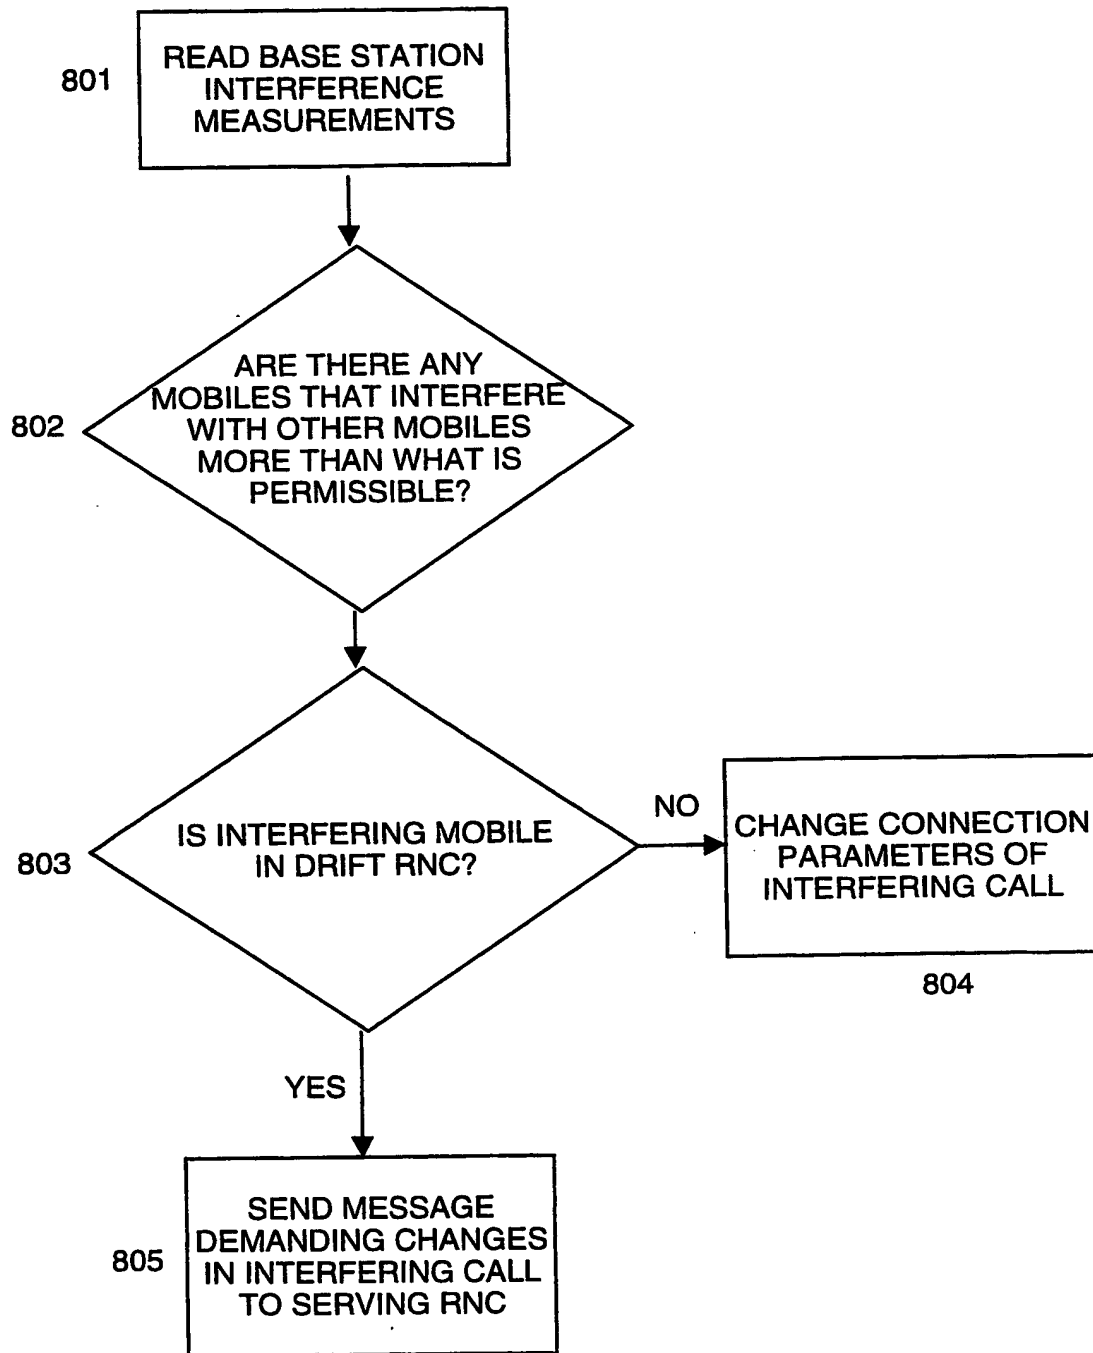 801
READ BASE STATION
INTERFERENCE
MEASUREMENTS
802
ARE THERE ANY
MOBILES THAT INTERFERE
WITH OTHER MOBILES
MORE THAN WHAT IS
PERMISSIBLE?
803
IS INTERFERING MOBILE
IN DRIFT RNC?
NO
CHANGE CONNECTION
PARAMETERS OF
INTERFERING CALL
804
YES
805
SEND MESSAGE
DEMANDING CHANGES
IN INTERFERING CALL
TO SERVING RNC